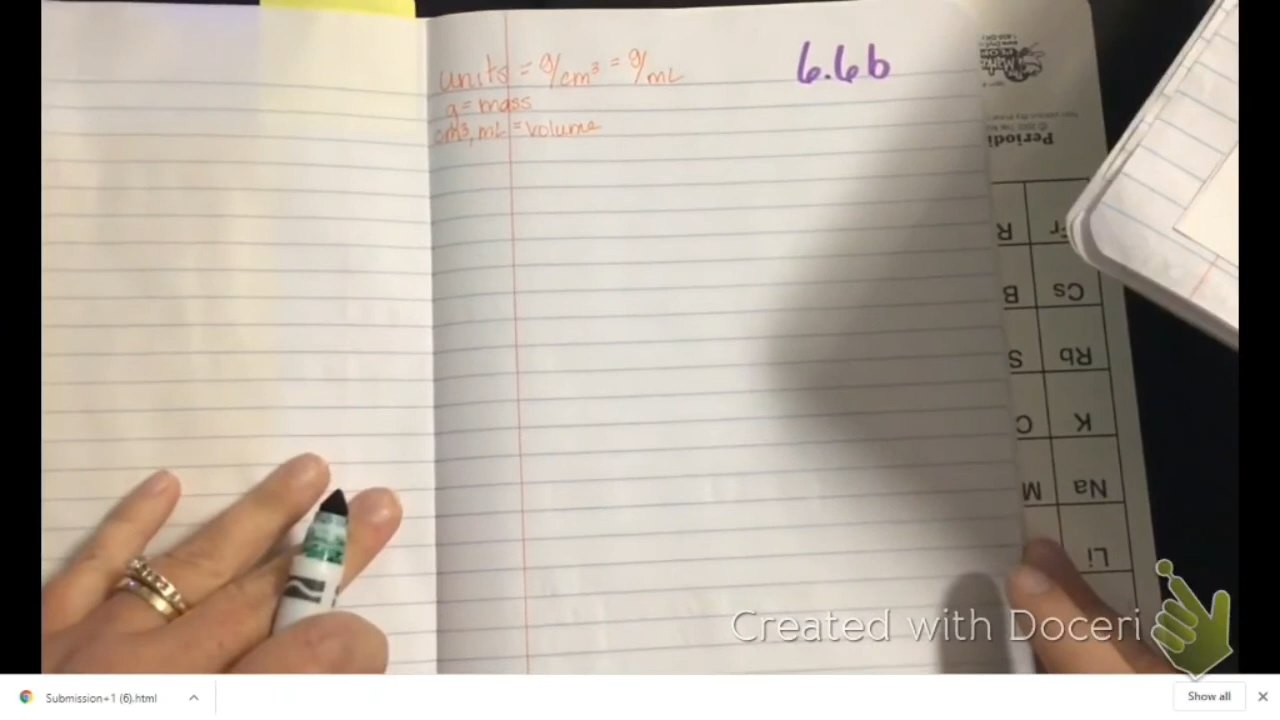 units = g/cm³ = g/mL
6.6b
g = mass
cm³, mL = volume
Periodi
Fr
R
Cs
B
Rb
S
K
C
Na
M
Li
Created with Doceri
Submission+1 (6).html
Show all